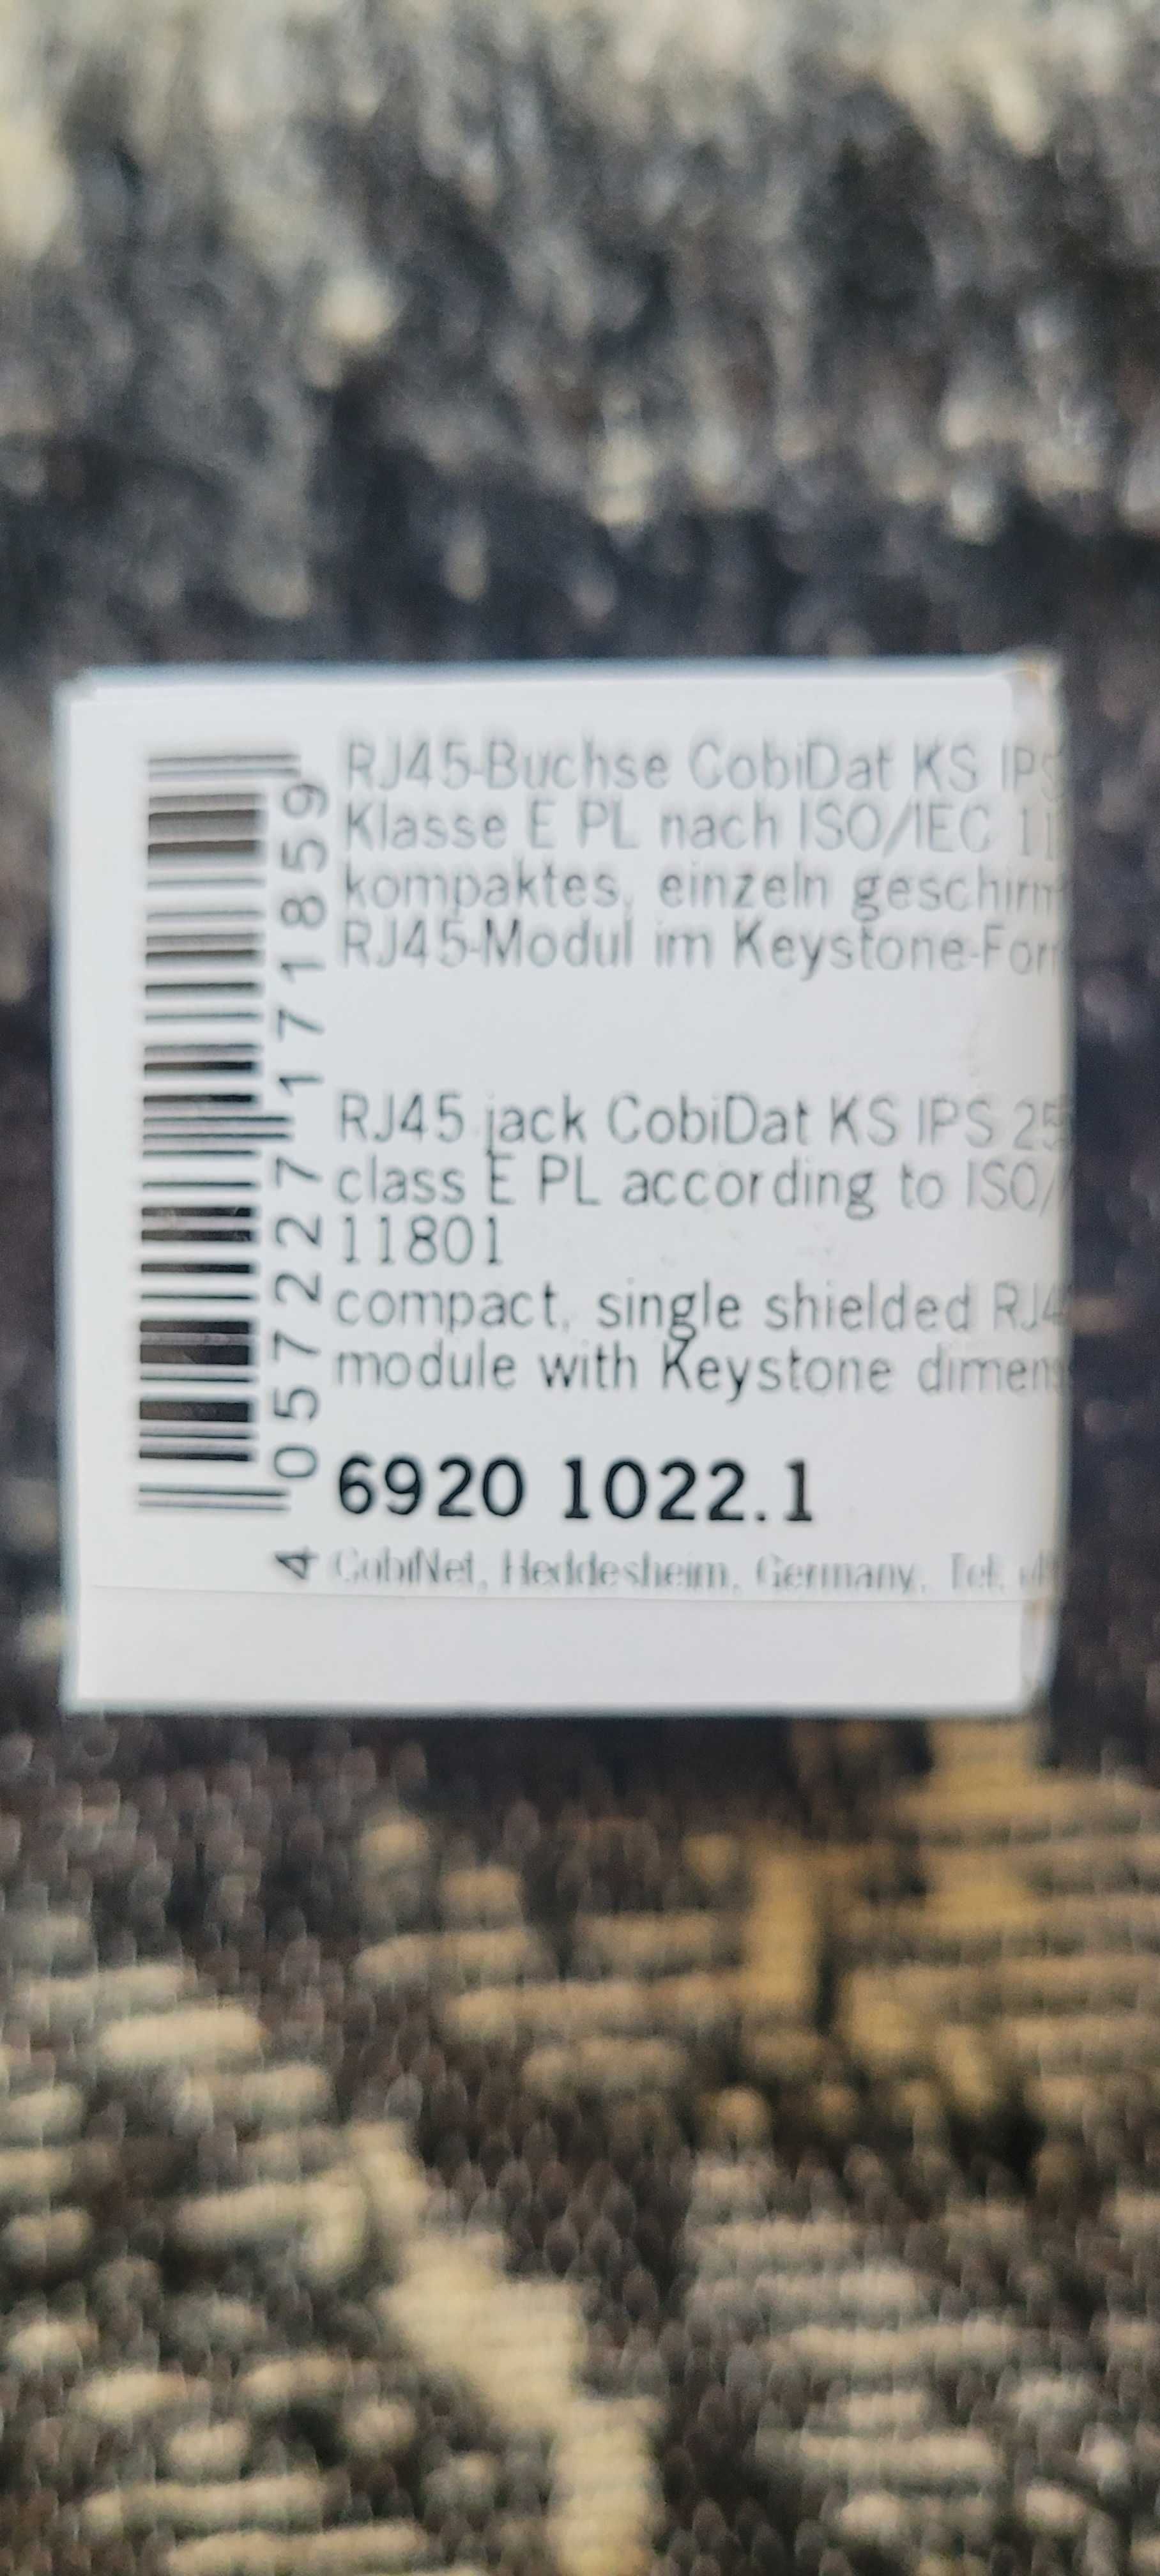 RJ45-Buchse CobiDat KS IPS
Klasse E PL nach ISO/IEC
kompaktes, einzeln
RJ45-Modul im
RJ45 jack CobiDat KS IPS
class E PL according to
11801
compact, single shielded
module with Keystone
6920 1022.1
CobiNet, Heddesheim, Germany, Tel.
4 057227 171859